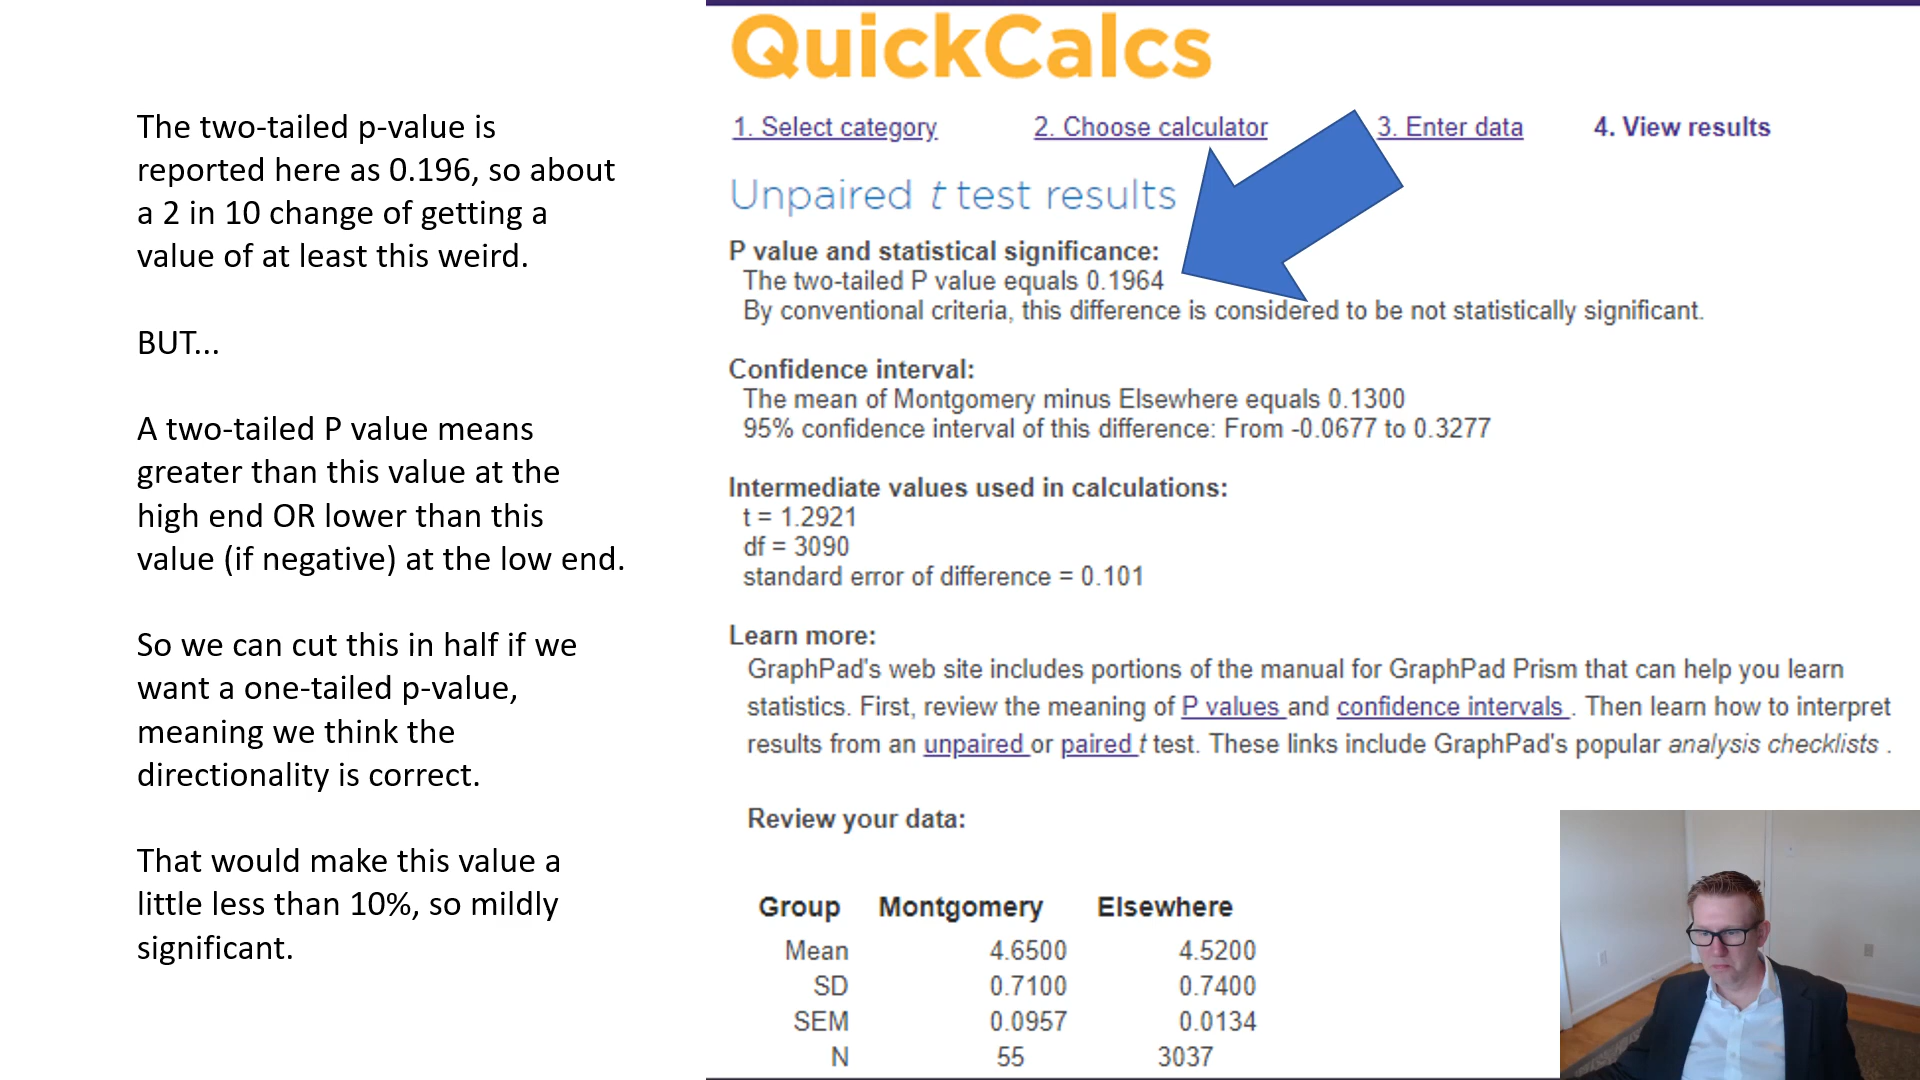 The two-tailed p-value is
reported here as 0.196, so about
a 2 in 10 change of getting a
value of at least this weird.
BUT...
A two-tailed P value means
greater than this value at the
high end OR lower than this
value (if negative) at the low end.
So we can cut this in half if we
want a one-tailed p-value,
meaning we think the
directionality is correct.
That would make this value a
little less than 10%, so mildly
significant.
QuickCalcs
1. Select category 2. Choose calculator 3. Enter data 4. View results
Unpaired t test results
P value and statistical significance:
The two-tailed P value equals 0.1964
By conventional criteria, this difference is considered to be not statistically significant.
Confidence interval:
The mean of Montgomery minus Elsewhere equals 0.1300
95% confidence interval of this difference: From -0.0677 to 0.3277
Intermediate values used in calculations:
t = 1.2921
df = 3090
standard error of difference = 0.101
Learn more:
GraphPad's web site includes portions of the manual for GraphPad Prism that can help you learn
statistics. First, review the meaning of P values and confidence intervals . Then learn how to interpret
results from an unpaired or paired t test. These links include GraphPad's popular analysis checklists .
Review your data:
Group Montgomery Elsewhere
Mean 4.6500 4.5200
SD 0.7100 0.7400
SEM 0.0957 0.0134
N 55 3037